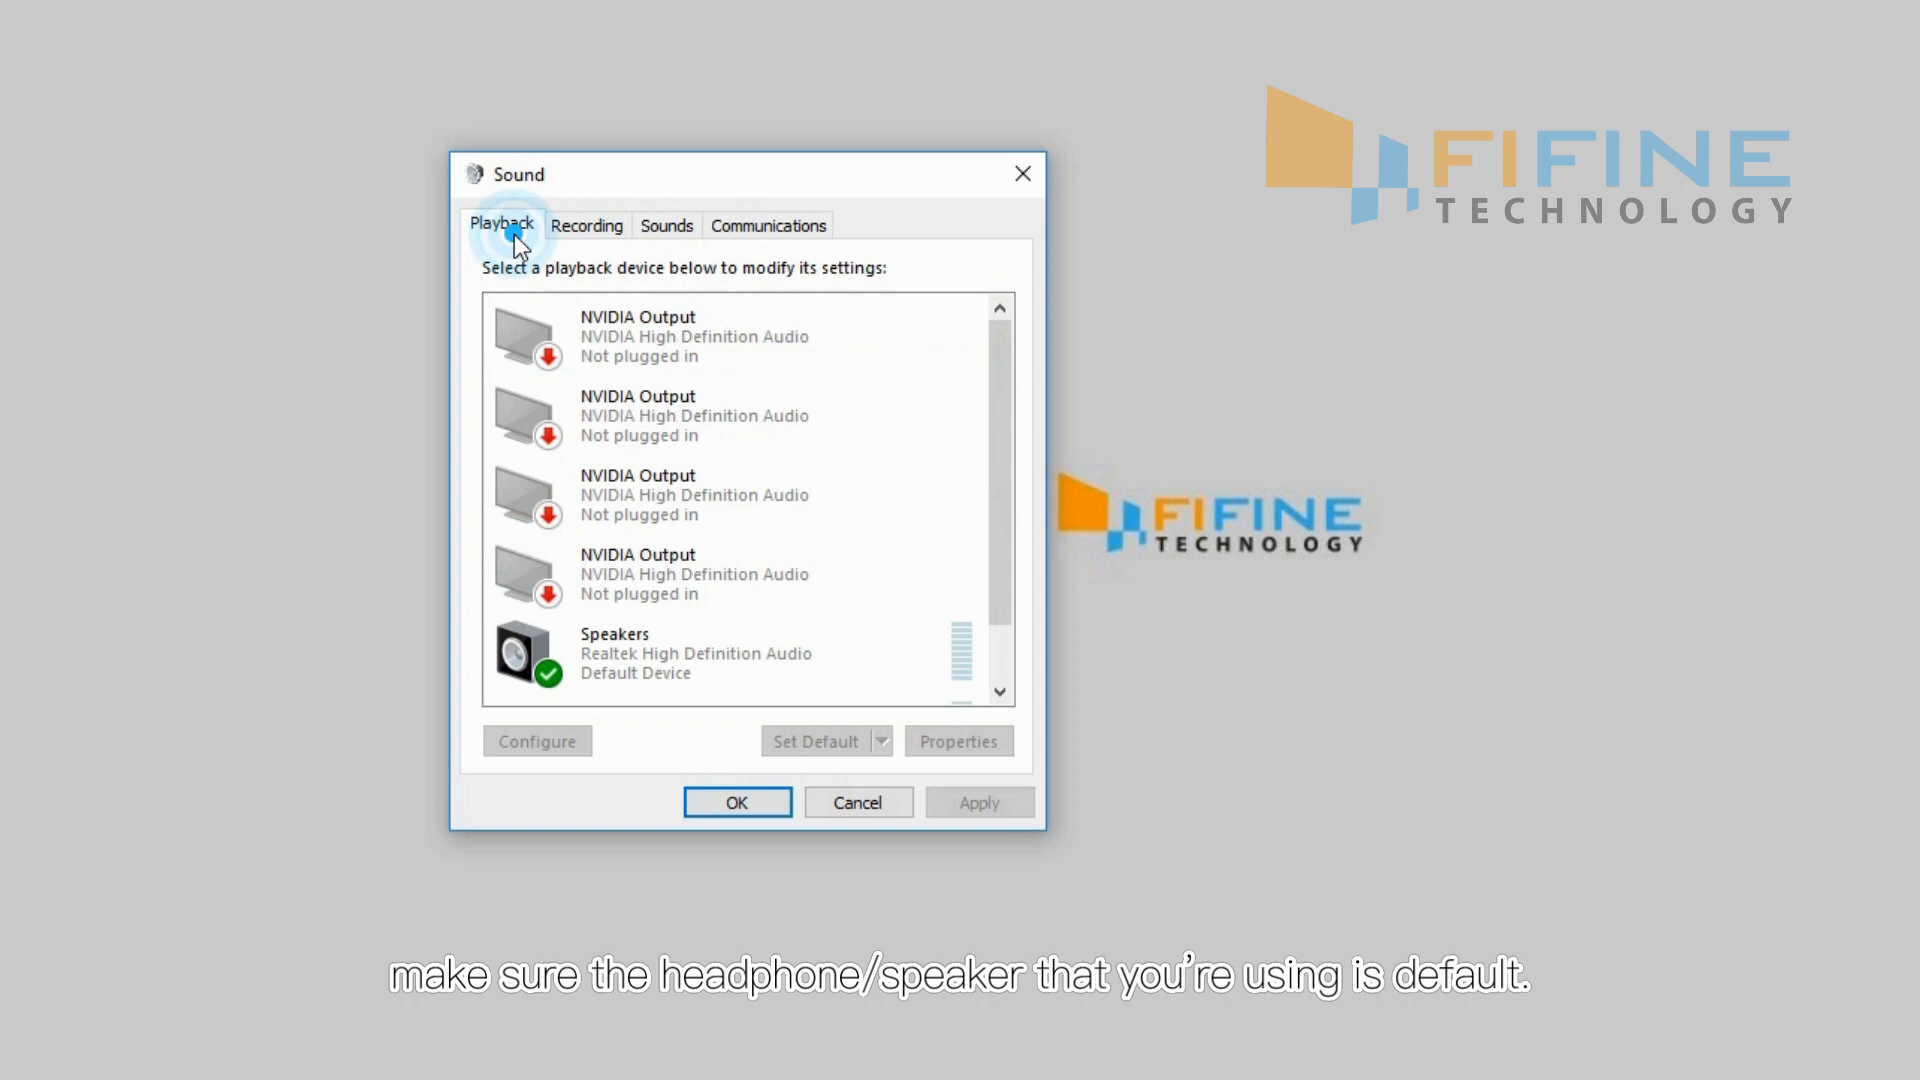 FIFINE
TECHNOLOGY
Sound
Playback Recording Sounds Communications
Select a playback device below to modify its settings:
NVIDIA Output
NVIDIA High Definition Audio
Not plugged in
NVIDIA Output
NVIDIA High Definition Audio
Not plugged in
NVIDIA Output
NVIDIA High Definition Audio
Not plugged in
NVIDIA Output
NVIDIA High Definition Audio
Not plugged in
Speakers
Realtek High Definition Audio
Default Device
FIFINE
TECHNOLOGY
Configure Set Default Properties
OK Cancel Apply
make sure the headphone/speaker that you're using is default.